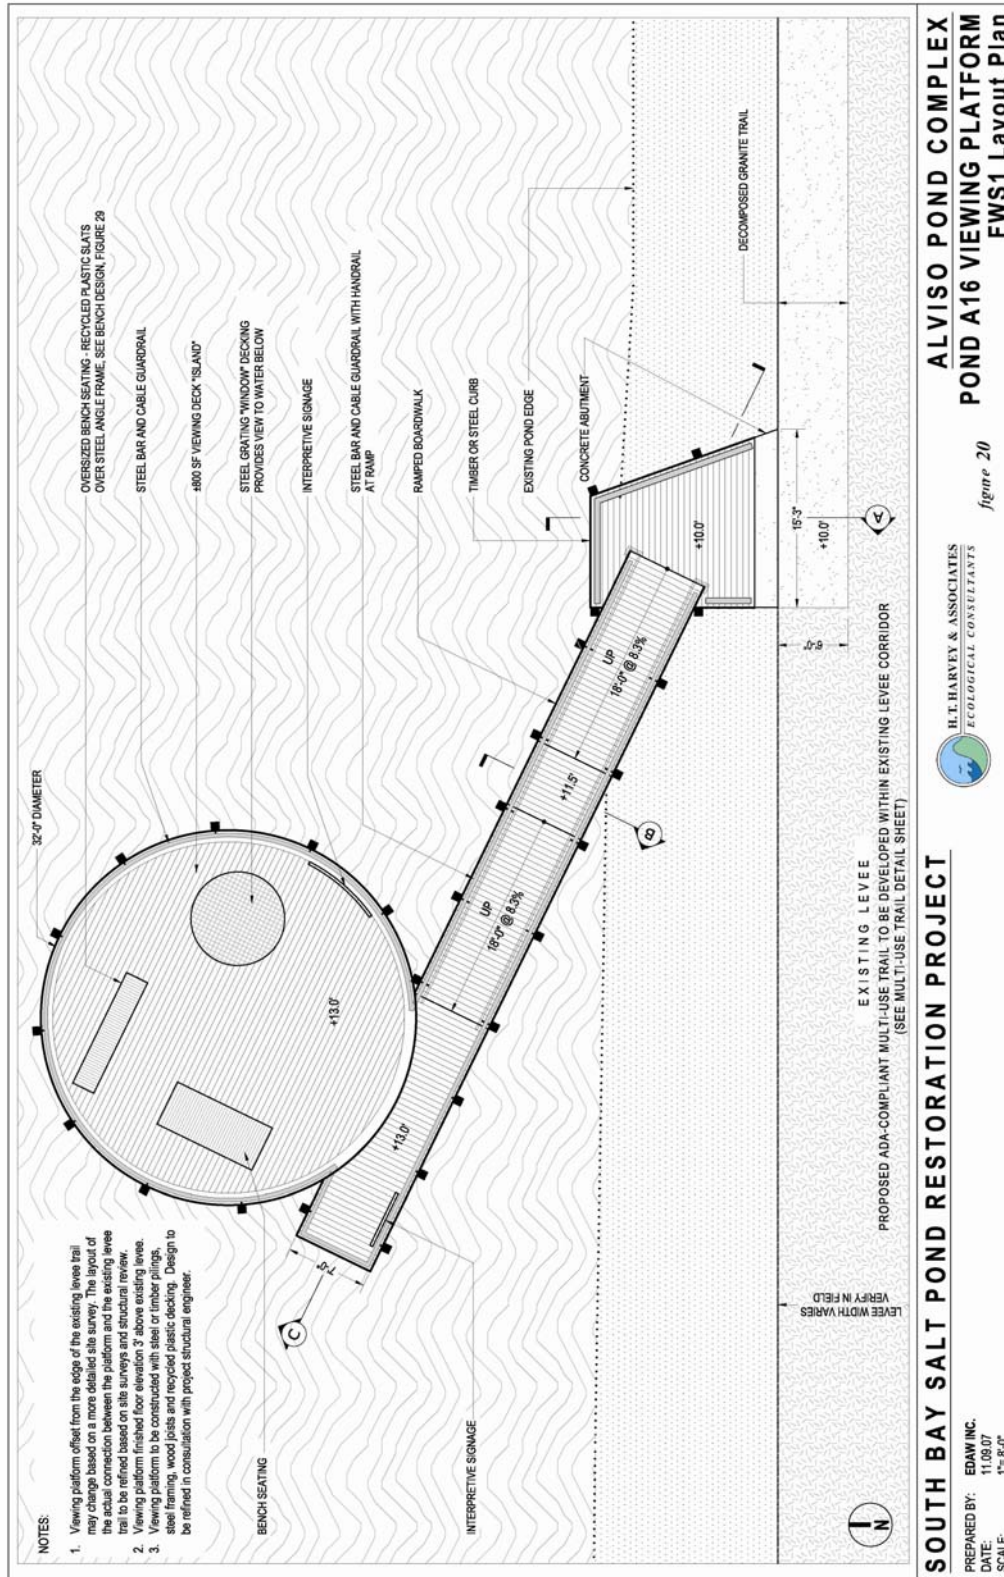 NOTES:
1. Viewing platform offset from the edge of the existing levee trail
may change based on a more detailed site survey. The layout of
the actual connection between the platform and the existing levee
trail to be refined based on site surveys and structural review.
2. Viewing platform finished floor elevation 3' above existing levee.
3. Viewing platform to be constructed with steel or timber pilings,
steel framing, wood joists and recycled plastic decking. Design to
be refined in consultation with project structural engineer.
32'-0" DIAMETER
OVERSIZED BENCH SEATING - RECYCLED PLASTIC SLATS
OVER STEEL ANGLE FRAME, SEE BENCH DESIGN, FIGURE 29
STEEL BAR AND CABLE GUARDRAIL
±800 SF VIEWING DECK "ISLAND"
STEEL GRATING "WINDOW" DECKING
PROVIDES VIEW TO WATER BELOW
INTERPRETIVE SIGNAGE
STEEL BAR AND CABLE GUARDRAIL WITH HANDRAIL
AT RAMP
RAMPED BOARDWALK
TIMBER OR STEEL CURB
EXISTING POND EDGE
CONCRETE ABUTMENT
DECOMPOSED GRANITE TRAIL
BENCH SEATING
INTERPRETIVE SIGNAGE
+13.0'
+13.0'
7'-0"
C
UP
18'-0" @ 8.3%
+11.5'
B
UP
18'-0" @ 8.3%
+10.0'
15'-3"
+10.0'
A
6'-0"
LEVEE WIDTH VARIES
VERIFY IN FIELD
EXISTING LEVEE
PROPOSED ADA-COMPLIANT MULTI-USE TRAIL TO BE DEVELOPED WITHIN EXISTING LEVEE CORRIDOR
(SEE MULTI-USE TRAIL DETAIL SHEET)
N
SOUTH BAY SALT POND RESTORATION PROJECT
PREPARED BY: EDAW INC.
DATE: 11.09.07
SCALE: 1"= 8'-0"
H.T. HARVEY & ASSOCIATES
ECOLOGICAL CONSULTANTS
figure 20
ALVISO POND COMPLEX
POND A16 VIEWING PLATFORM
FWS1 Layout Plan